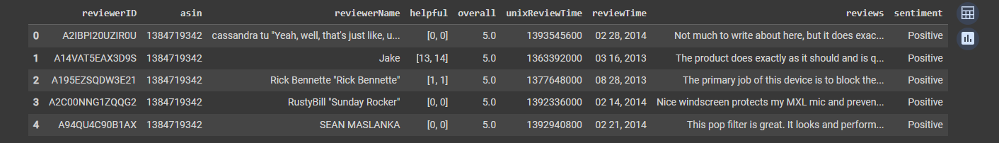 reviewerID asin reviewerName helpful overall unixReviewTime reviewTime reviews sentiment
0 A2IBPI20UZIR0U 1384719342 cassandra tu "Yeah, well, that's just like, u... [0, 0] 5.0 1393545600 02 28, 2014 Not much to write about here, but it does exac... Positive
1 A14VAT5EAX3D9S 1384719342 Jake [13, 14] 5.0 1363392000 03 16, 2013 The product does exactly as it should and is q... Positive
2 A195EZSQDW3E21 1384719342 Rick Bennette "Rick Bennette" [1, 1] 5.0 1377648000 08 28, 2013 The primary job of this device is to block the... Positive
3 A2C00NNG1ZQQG2 1384719342 RustyBill "Sunday Rocker" [0, 0] 5.0 1392336000 02 14, 2014 Nice windscreen protects my MXL mic and preven... Positive
4 A94QU4C90B1AX 1384719342 SEAN MASLANKA [0, 0] 5.0 1392940800 02 21, 2014 This pop filter is great. It looks and perform... Positive